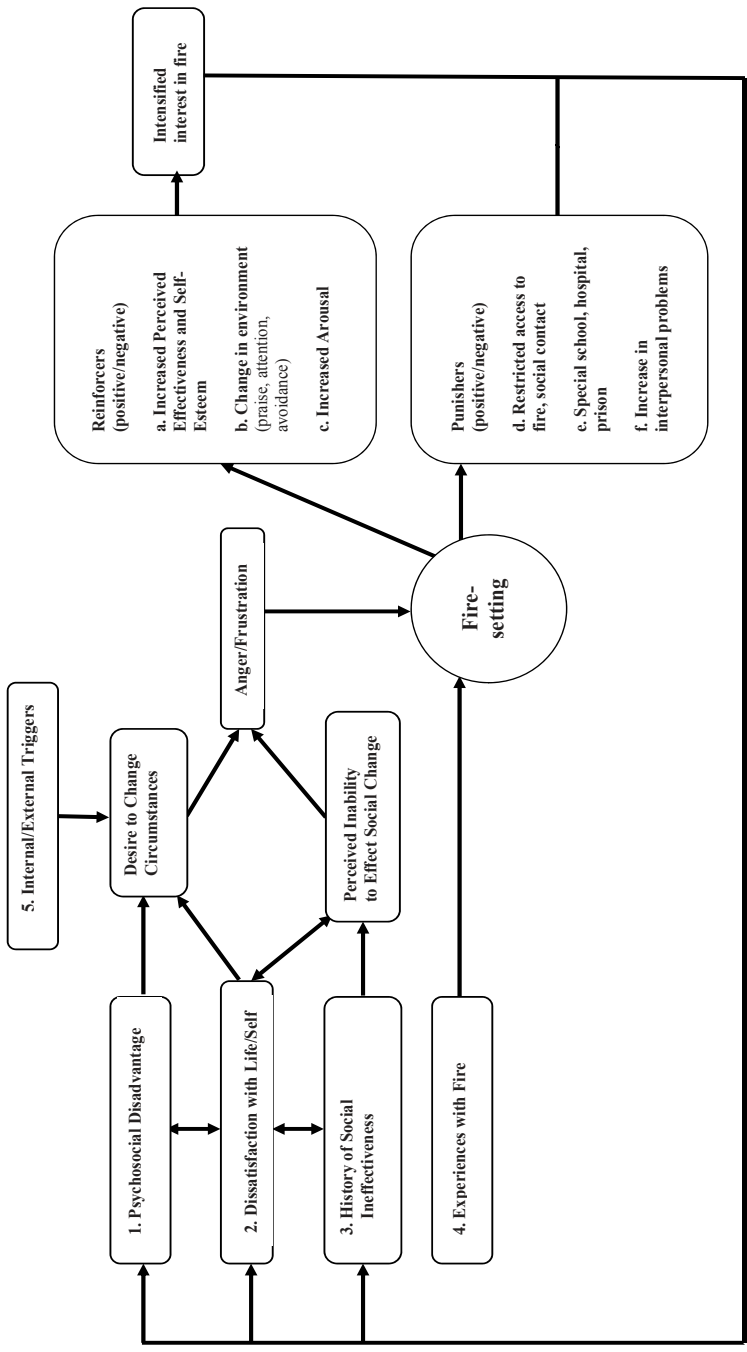 5. Internal/External Triggers
1. Psychosocial Disadvantage
Desire to Change
Circumstances
2. Dissatisfaction with Life/Self
Anger/Frustration
3. History of Social
Ineffectiveness
Perceived Inability
to Effect Social Change
4. Experiences with Fire
Fire-
setting
Reinforcers
(positive/negative)
a. Increased Perceived
Effectiveness and Self-
Esteem
b. Change in environment
(praise, attention,
avoidance)
c. Increased Arousal
Intensified
interest in fire
Punishers
(positive/negative)
d. Restricted access to
fire, social contact
e. Special school, hospital,
prison
f. Increase in
interpersonal problems